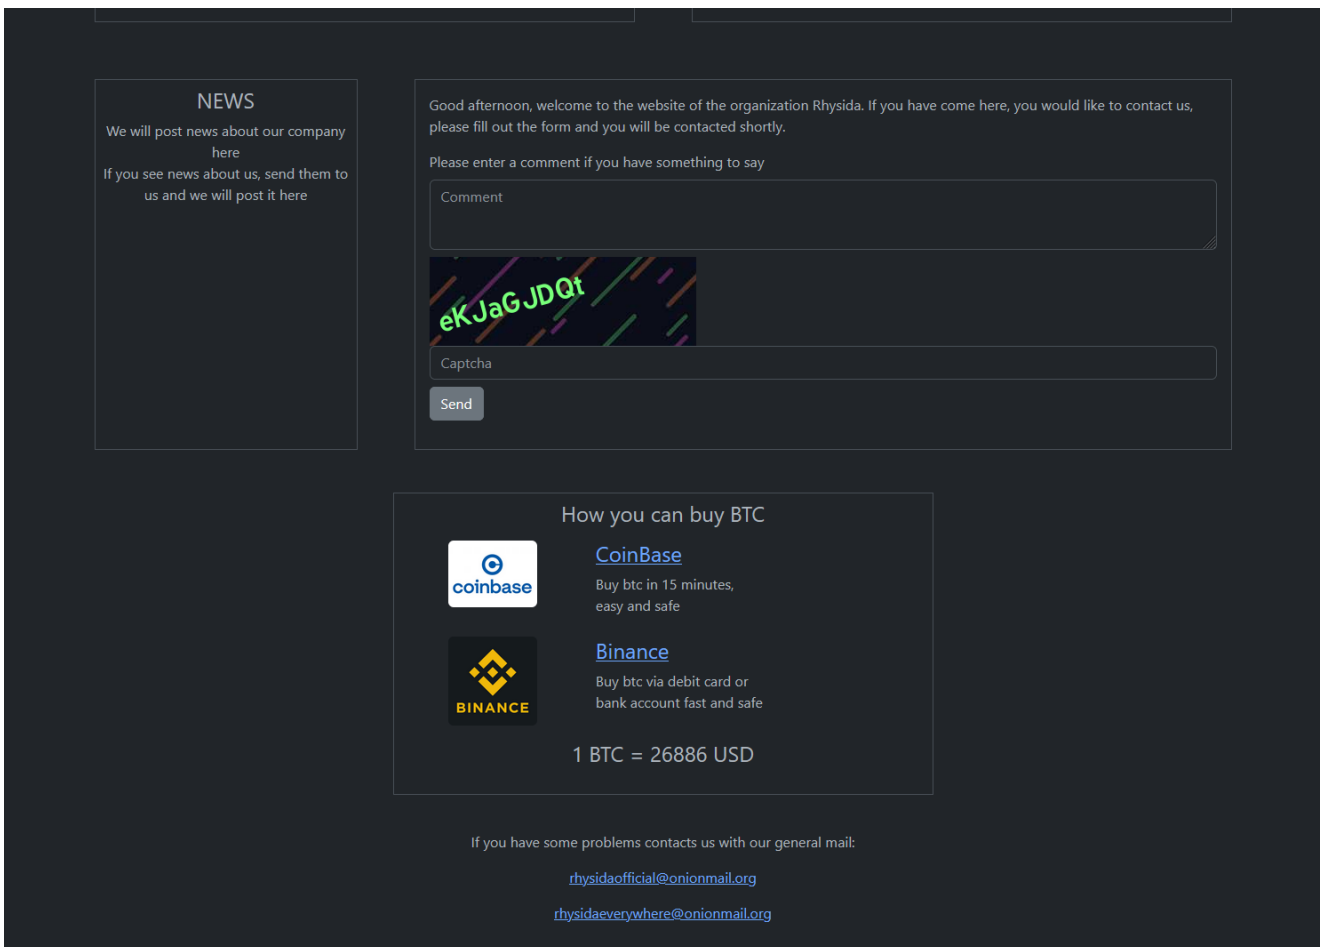 NEWS
We will post news about our company
here
If you see news about us, send them to
us and we will post it here
Good afternoon, welcome to the website of the organization Rhysida. If you have come here, you would like to contact us,
please fill out the form and you will be contacted shortly.
Please enter a comment if you have something to say
Comment
eKJaGJDQt
Captcha
Send
How you can buy BTC
coinbase
CoinBase
Buy btc in 15 minutes,
easy and safe
BINANCE
Binance
Buy btc via debit card or
bank account fast and safe
1 BTC = 26886 USD
If you have some problems contacts us with our general mail:
rhysidaofficial@onionmail.org
rhysidaeverywhere@onionmail.org